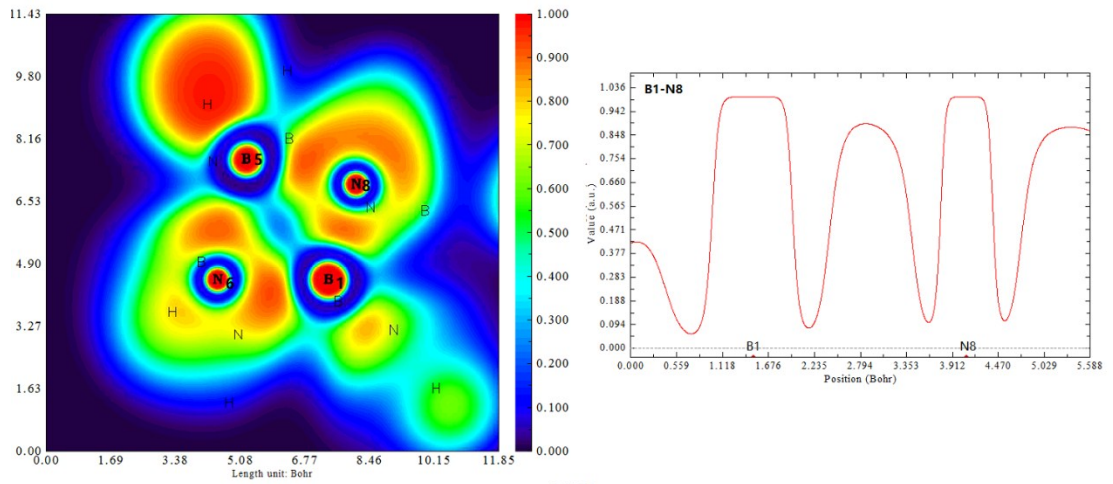 11.43
9.80
8.16
6.53
4.90
3.27
1.63
0.00
0.00 1.69 3.38 5.08 6.77 8.46 10.15 11.85
Length unit: Bohr
H
H
B
N
B5
N8
N
B
B
N6
B1
B
H
N
N
H
H
1.000
0.900
0.800
0.700
0.600
0.500
0.400
0.300
0.200
0.100
0.000
B1-N8
1.036
0.942
0.848
0.754
0.660
0.565
0.471
0.377
0.283
0.188
0.094
0.000
Value (a.u.)
B1 N8
0.000 0.559 1.118 1.676 2.235 2.794 3.353 3.912 4.470 5.029 5.588
Position (Bohr)